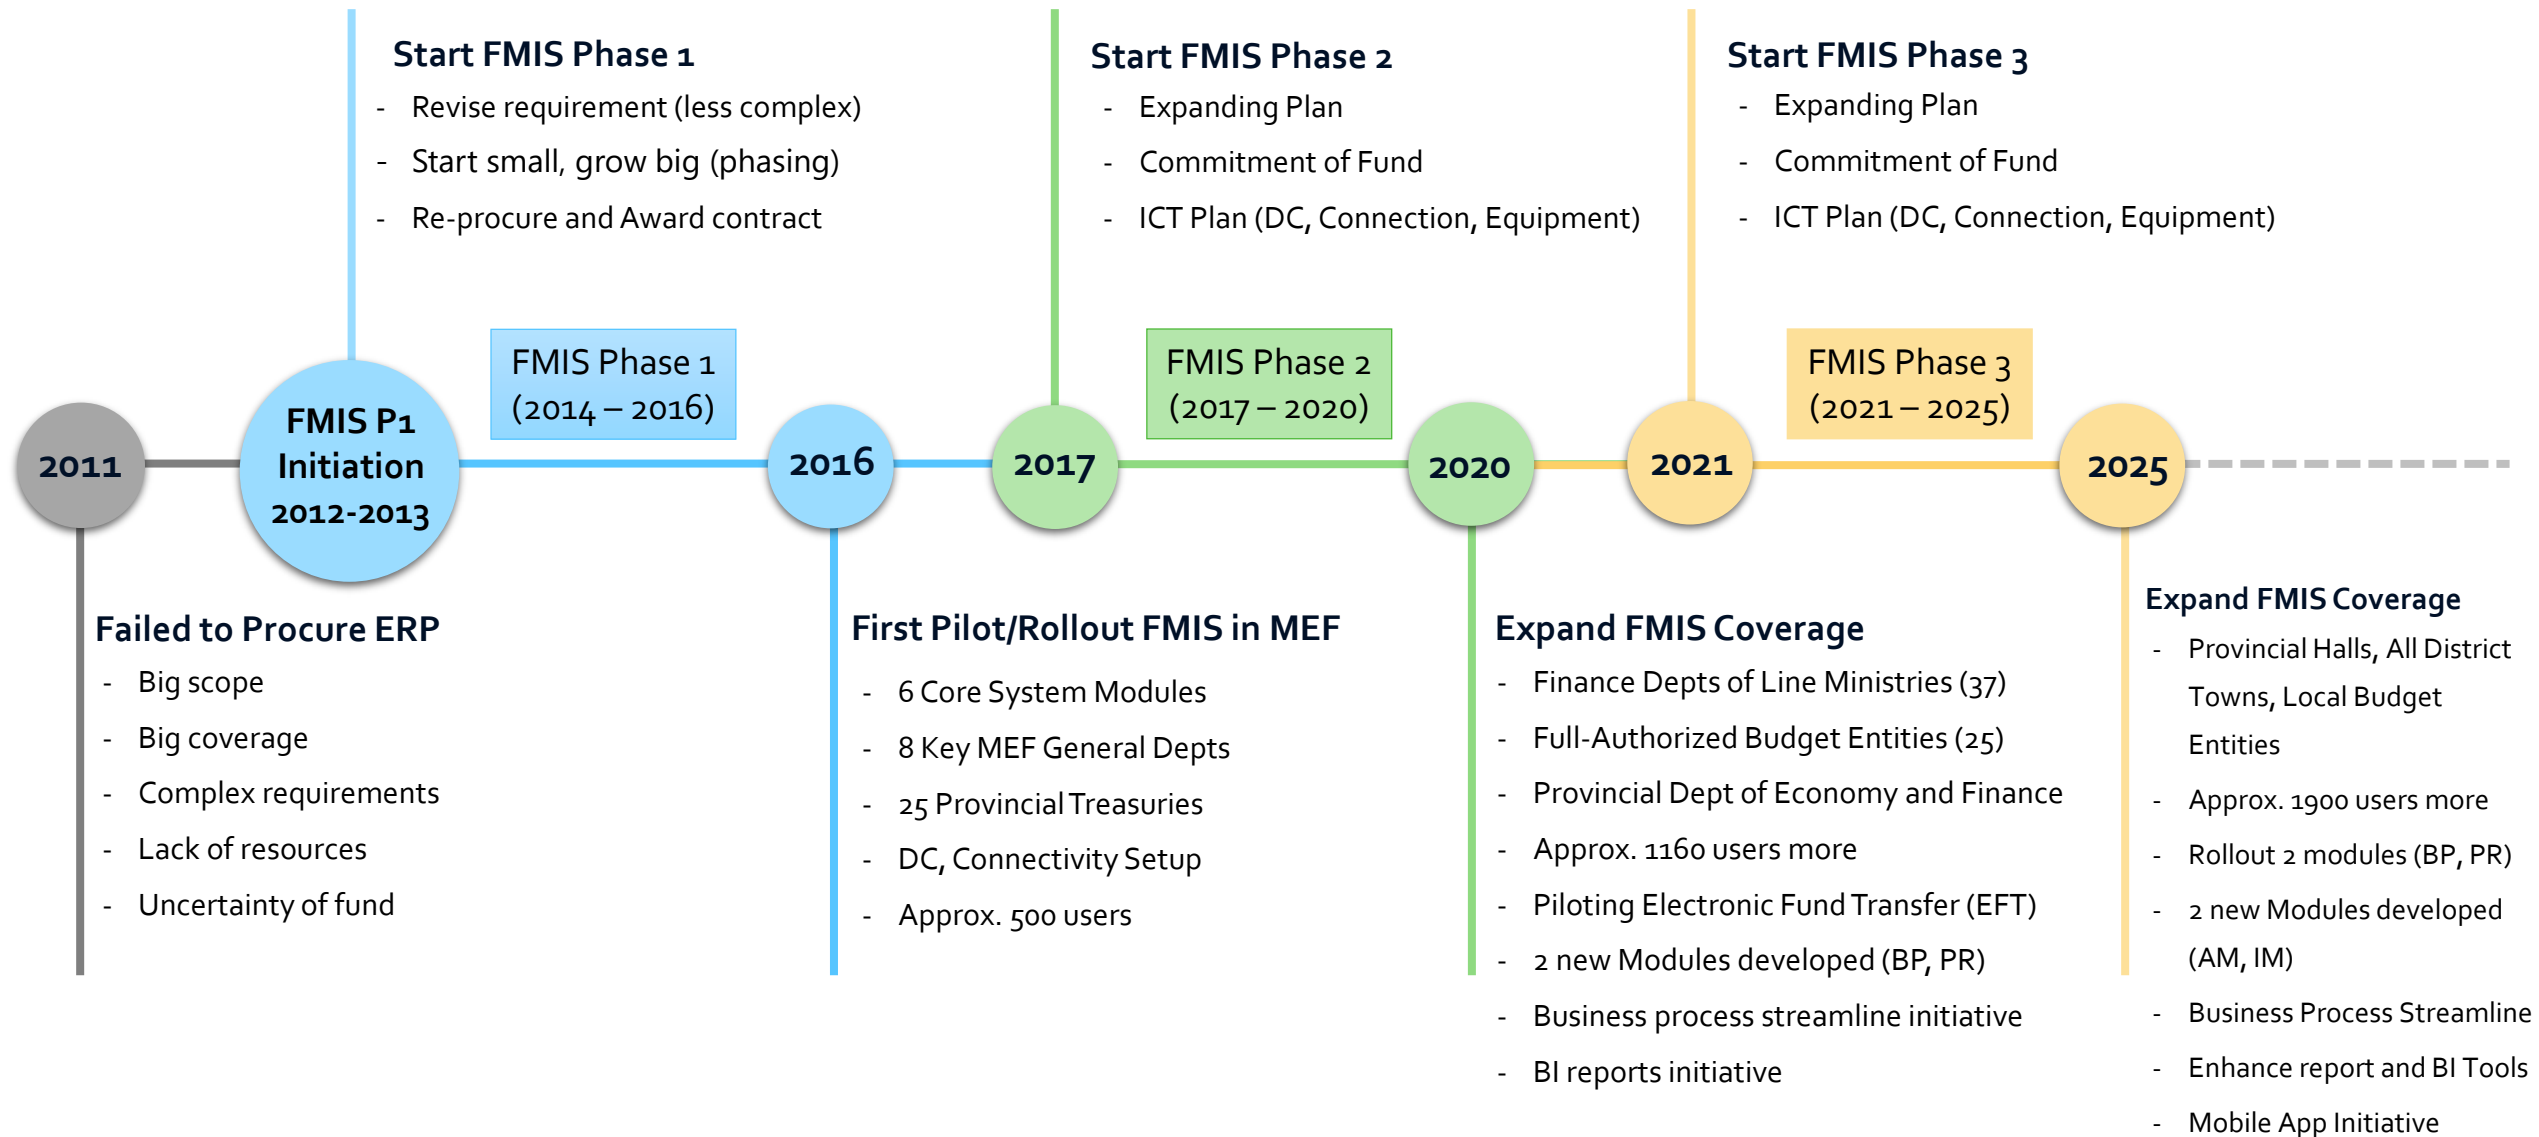 Start FMIS Phase 1
- Revise requirement (less complex)
- Start small, grow big (phasing)
- Re-procure and Award contract
Start FMIS Phase 2
- Expanding Plan
- Commitment of Fund
- ICT Plan (DC, Connection, Equipment)
Start FMIS Phase 3
- Expanding Plan
- Commitment of Fund
- ICT Plan (DC, Connection, Equipment)
FMIS Phase 1
(2014 – 2016)
FMIS Phase 2
(2017 – 2020)
FMIS Phase 3
(2021 – 2025)
2011
FMIS P1
Initiation
2012-2013
2016
2017
2020
2021
2025
Failed to Procure ERP
- Big scope
- Big coverage
- Complex requirements
- Lack of resources
- Uncertainty of fund
First Pilot/Rollout FMIS in MEF
- 6 Core System Modules
- 8 Key MEF General Depts
- 25 Provincial Treasuries
- DC, Connectivity Setup
- Approx. 500 users
Expand FMIS Coverage
- Finance Depts of Line Ministries (37)
- Full-Authorized Budget Entities (25)
- Provincial Dept of Economy and Finance
- Approx. 1160 users more
- Piloting Electronic Fund Transfer (EFT)
- 2 new Modules developed (BP, PR)
- Business process streamline initiative
- BI reports initiative
Expand FMIS Coverage
- Provincial Halls, All District
Towns, Local Budget
Entities
- Approx. 1900 users more
- Rollout 2 modules (BP, PR)
- 2 new Modules developed
(AM, IM)
- Business Process Streamline
- Enhance report and BI Tools
- Mobile App Initiative